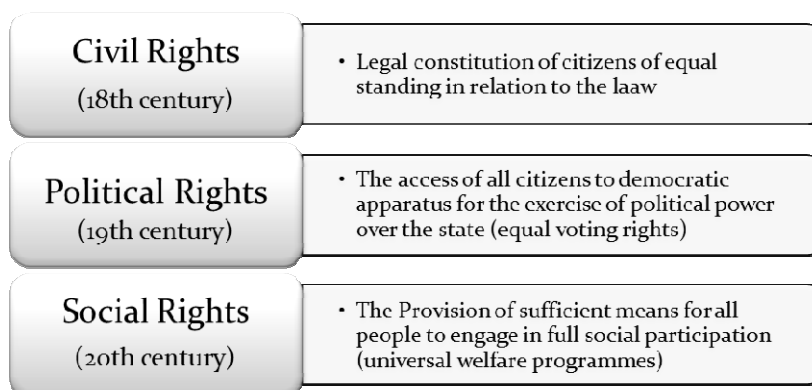 Civil Rights
(18th century)
• Legal constitution of citizens of equal
standing in relation to the laaw
Political Rights
(19th century)
• The access of all citizens to democratic
apparatus for the exercise of political power
over the state (equal voting rights)
Social Rights
(20th century)
• The Provision of sufficient means for all
people to engage in full social participation
(universal welfare programmes)